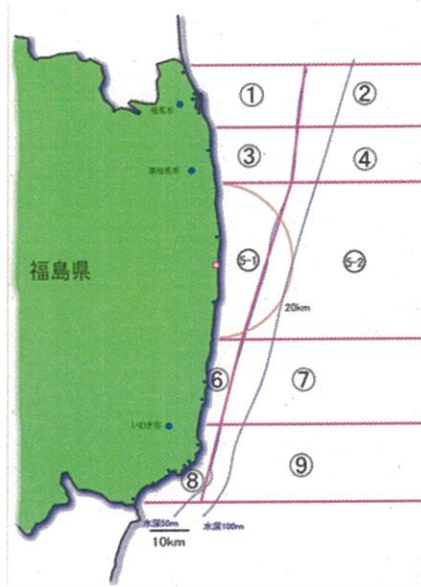 ①
②
相馬市
③
④
南相馬市
福島県
5-1
5-2
20km
⑥
⑦
いわき市
⑧
⑨
水深50m
水深100m
10km